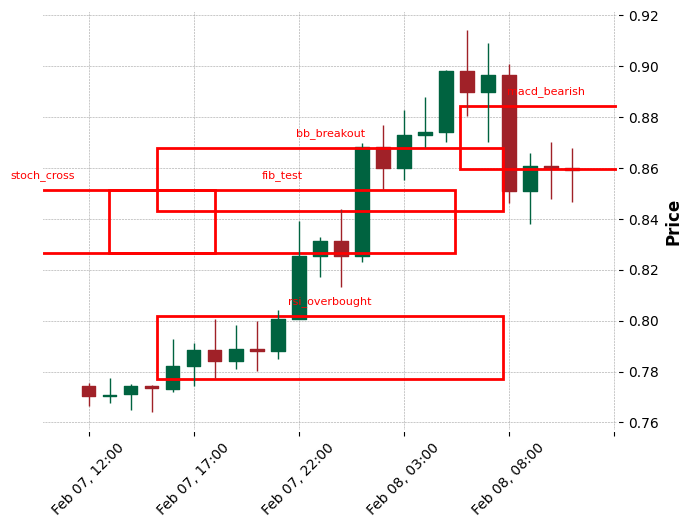 0.92
0.90
macd_bearish
0.88
bb_breakout
stoch_cross
fib_test
0.86
0.84
Price
0.82
rsi_overbought
0.80
0.78
0.76
Feb 07, 12:00
Feb 07, 17:00
Feb 07, 22:00
Feb 08, 03:00
Feb 08, 08:00